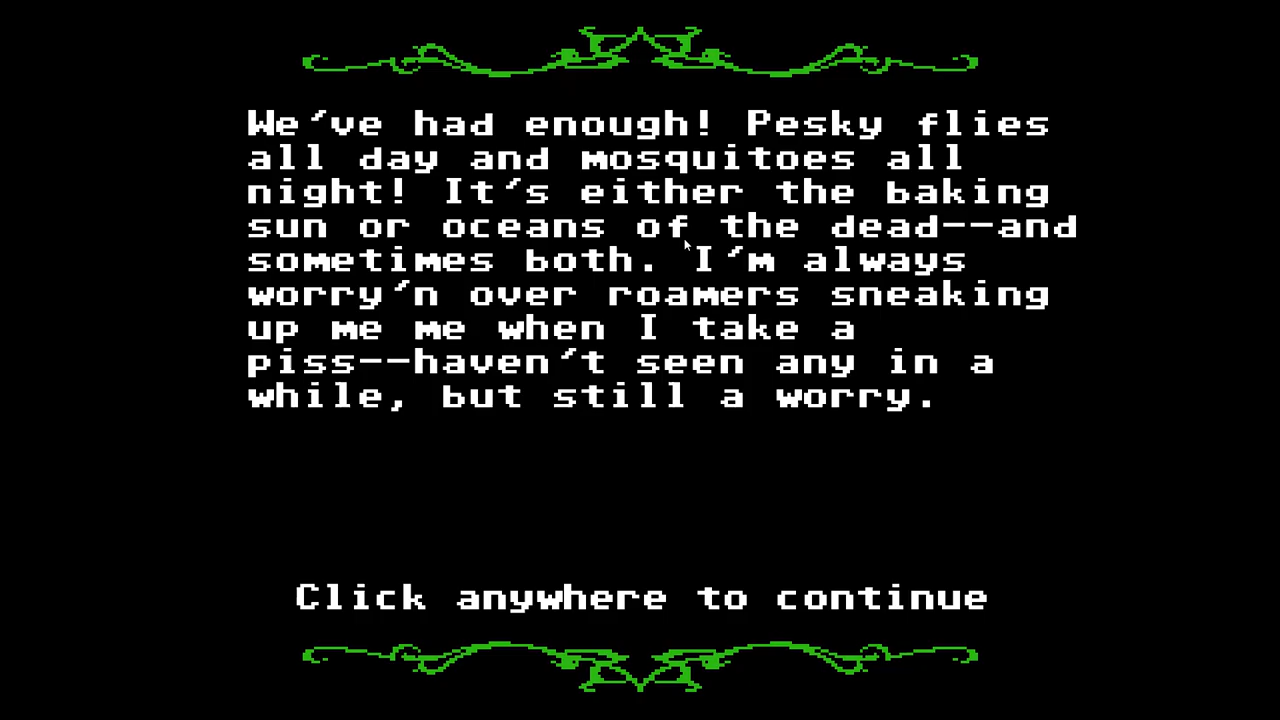 We've had enough! Pesky flies
all day and mosquitoes all
night! It's either the baking
sun or oceans of the dead--and
sometimes both. I'm always
worry'n over roamers sneaking
up me me when I take a
piss--haven't seen any in a
while, but still a worry.
Click anywhere to continue